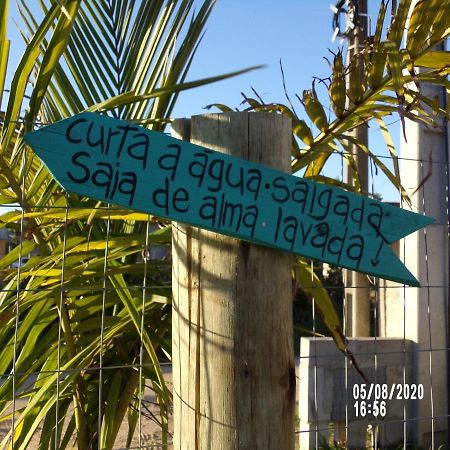 curta a água • salgada
Saia de alma lavada
05/08/2020
16:56